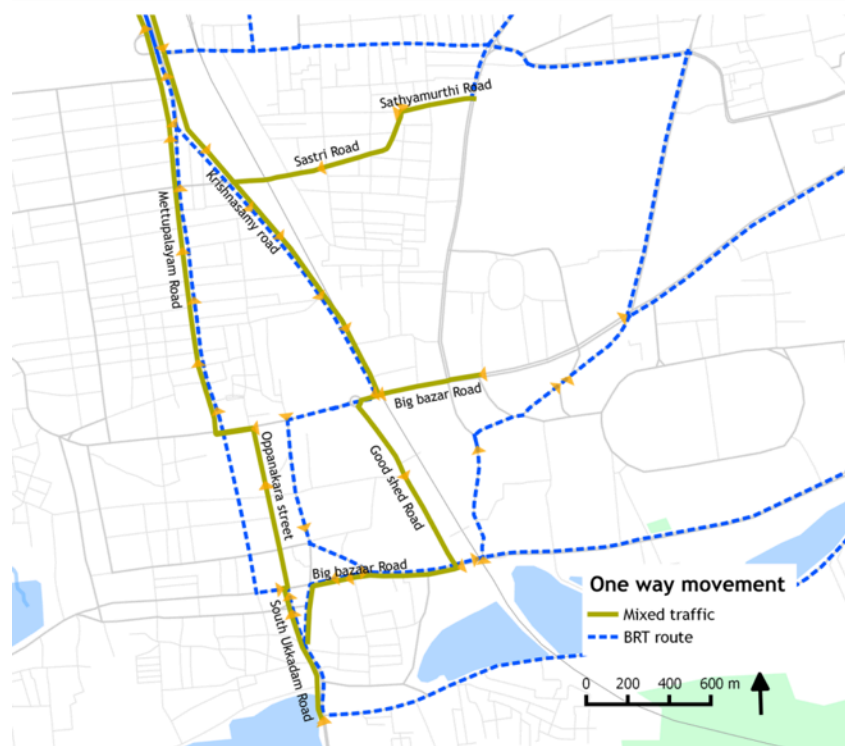 Sathyamurthi Road
Sastri Road
Krishnasamy road
Mettupalayam Road
Big bazar Road
Oppanakara street
Good shed Road
Big bazaar Road
South Ukkadam Road
One way movement
Mixed traffic
BRT route
0 200 400 600 m